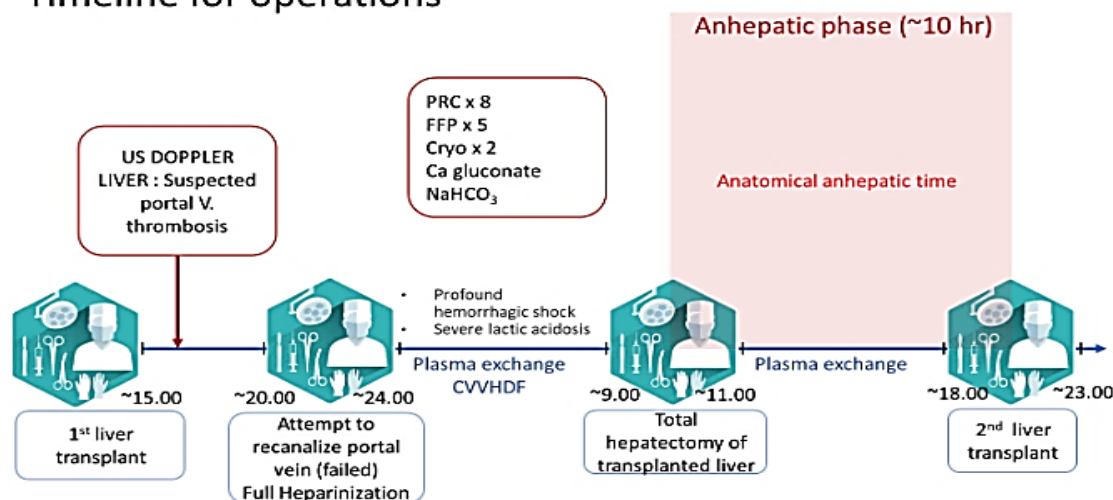 Timeline for operations
Anhepatic phase (~10 hr)
PRC x 8
FFP x 5
Cryo x 2
Ca gluconate
NaHCO₃
US DOPPLER
LIVER : Suspected
portal V.
thrombosis
Anatomical anhepatic time
• Profound
hemorrhagic shock
• Severe lactic acidosis
Plasma exchange
CVVHDF
Plasma exchange
~15.00
~20.00
~24.00
~9.00
~11.00
~18.00
~23.00
1st liver
transplant
Attempt to
recanalize portal
vein (failed)
Full Heparinization
Total
hepatectomy of
transplanted liver
2nd liver
transplant